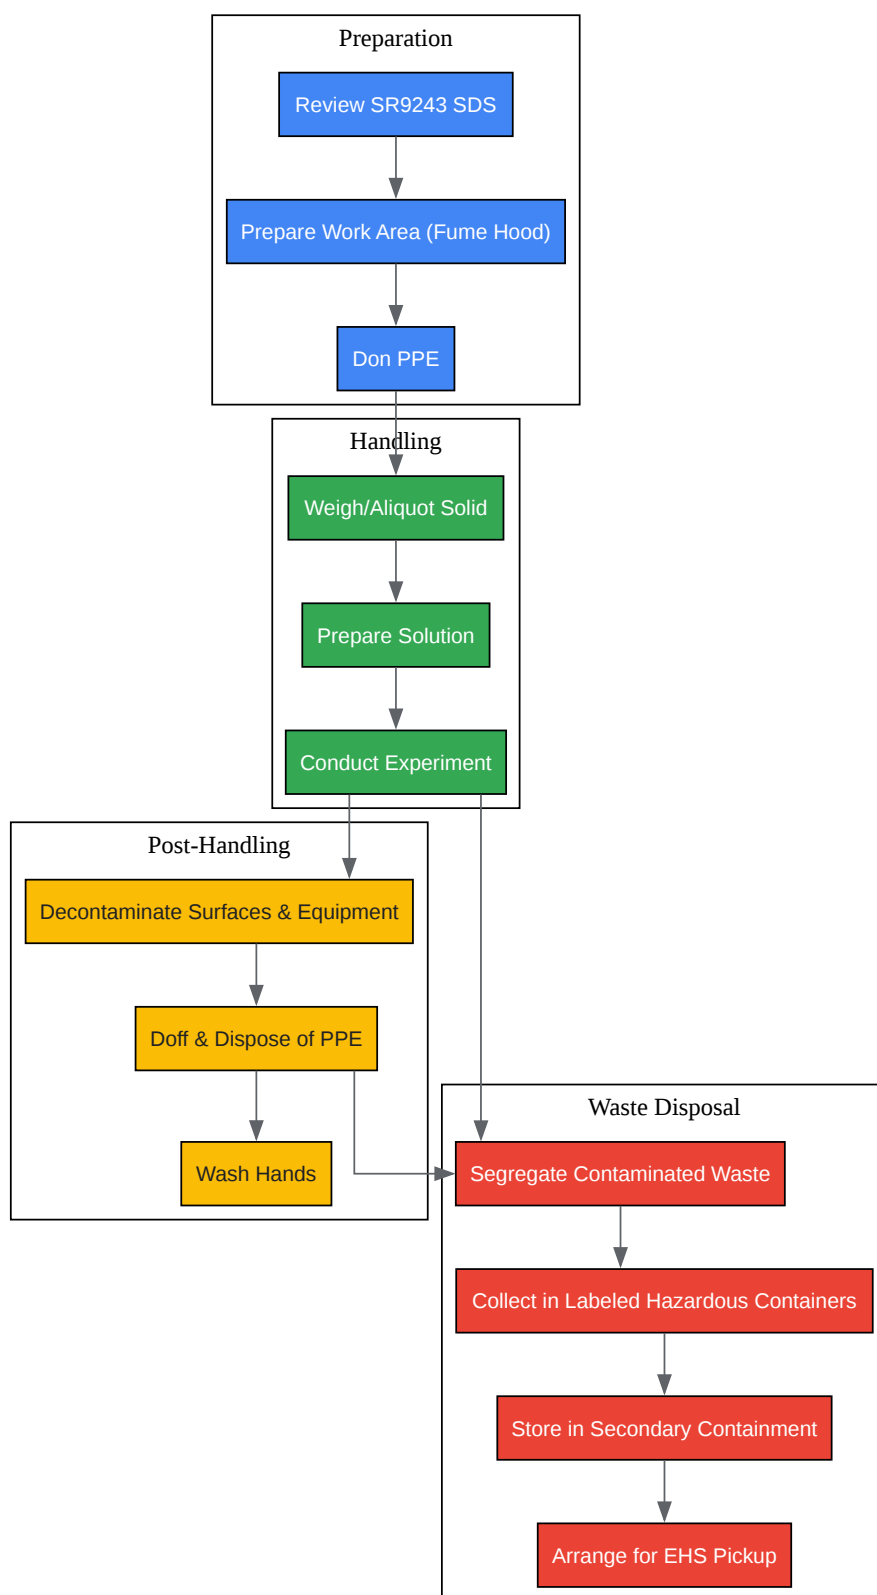 Preparation
Review SR9243 SDS
Prepare Work Area (Fume Hood)
Don PPE
Handling
Weigh/Aliquot Solid
Prepare Solution
Conduct Experiment
Post-Handling
Decontaminate Surfaces & Equipment
Doff & Dispose of PPE
Wash Hands
Waste Disposal
Segregate Contaminated Waste
Collect in Labeled Hazardous Containers
Store in Secondary Containment
Arrange for EHS Pickup